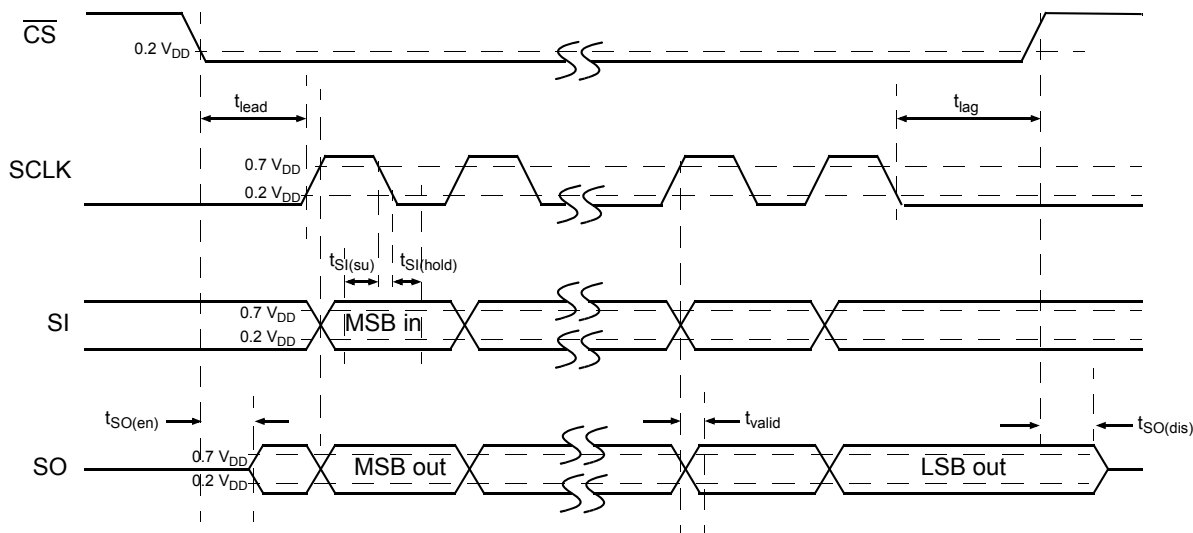 CS
0.2 VDD
tlead
tlag
SCLK
0.7 VDD
0.2 VDD
tSI(su)
tSI(hold)
SI
0.7 VDD
0.2 VDD
MSB in
tSO(en)
tvalid
tSO(dis)
SO
0.7 VDD
0.2 VDD
MSB out
LSB out